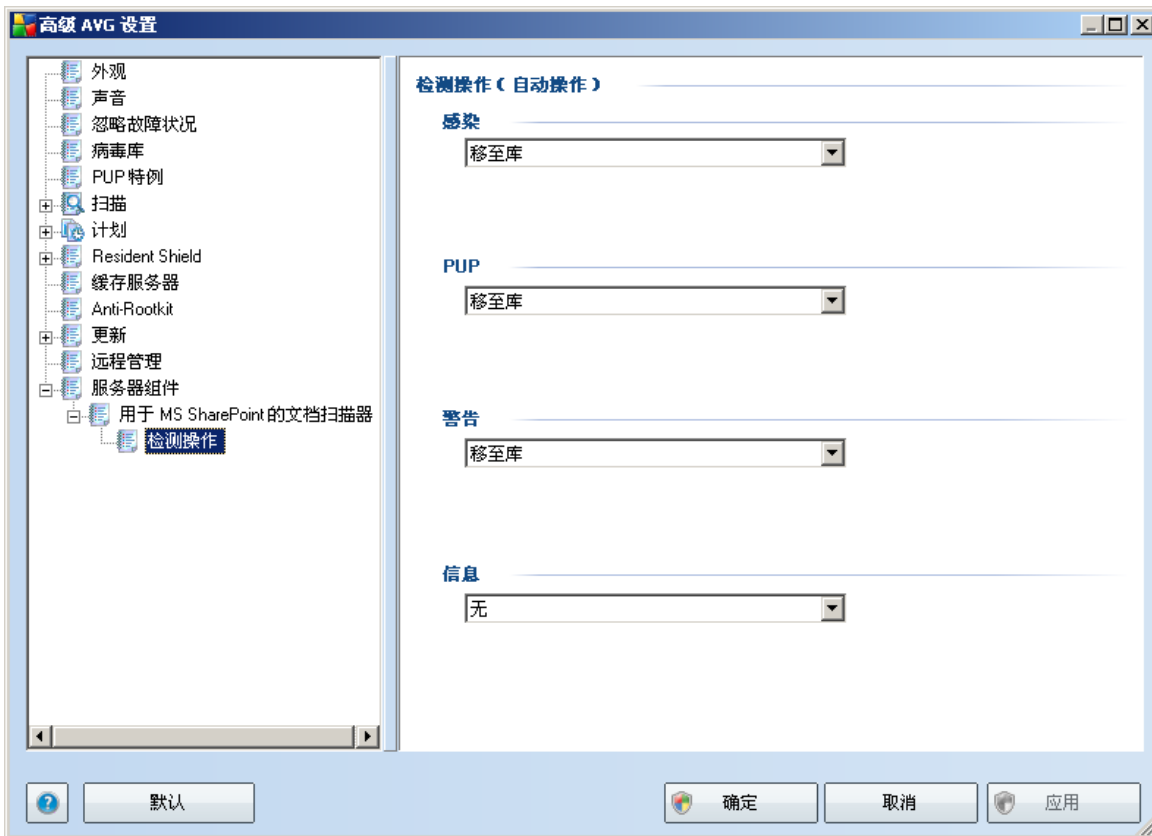 高级 AVG 设置
外观
声音
忽略故障状况
病毒库
PUP 特例
扫描
计划
Resident Shield
缓存服务器
Anti-Rootkit
更新
远程管理
服务器组件
用于 MS SharePoint 的文档扫描器
检测操作
检测操作（自动操作）
感染
移至库
PUP
移至库
警告
移至库
信息
无
默认
确定
取消
应用